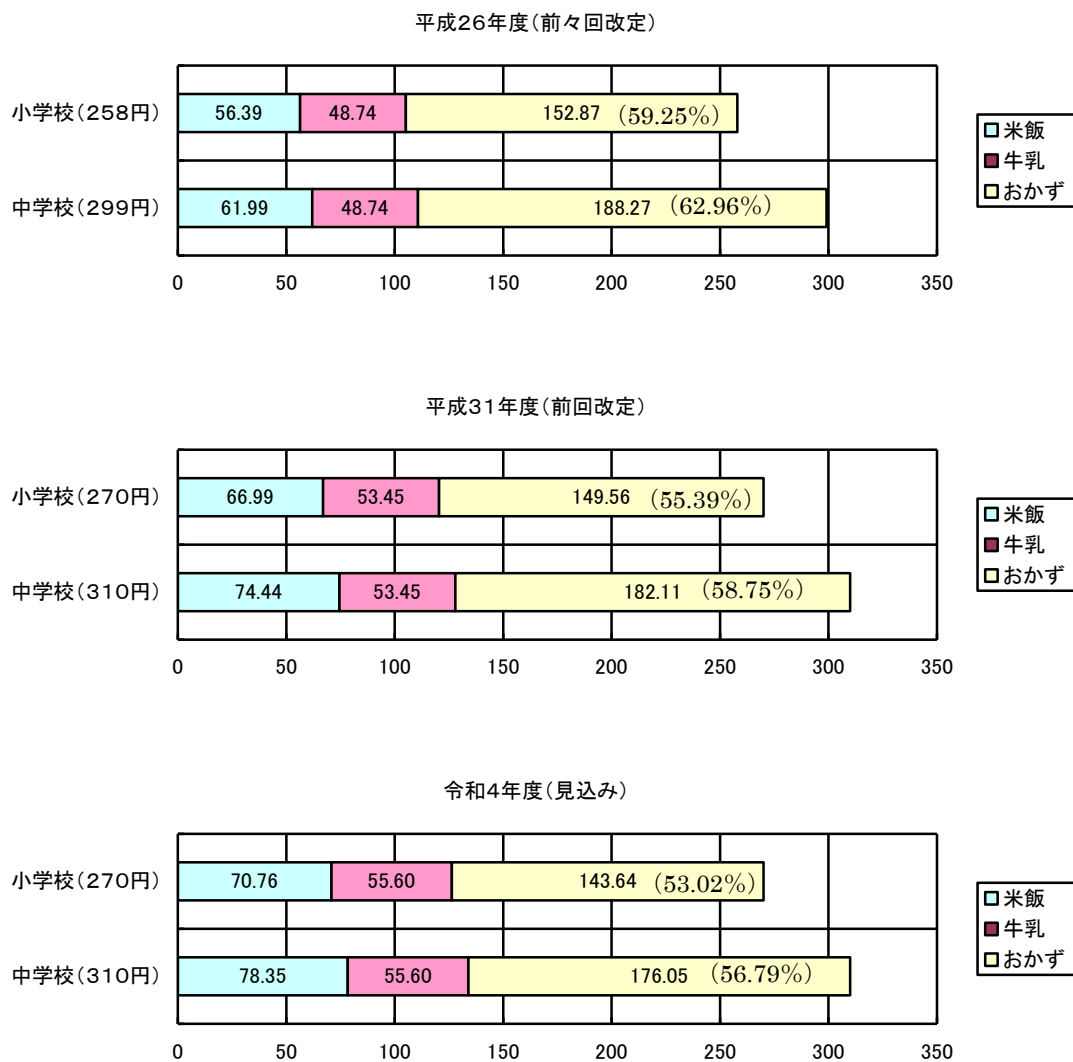 平成26年度(前々回改定)
小学校(258円)
56.39
48.74
152.87
(59.25%)
中学校(299円)
61.99
48.74
188.27
(62.96%)
0 50 100 150 200 250 300 350
米飯
牛乳
おかず
平成31年度(前回改定)
小学校(270円)
66.99
53.45
149.56
(55.39%)
中学校(310円)
74.44
53.45
182.11
(58.75%)
0 50 100 150 200 250 300 350
米飯
牛乳
おかず
令和4年度(見込み)
小学校(270円)
70.76
55.60
143.64
(53.02%)
中学校(310円)
78.35
55.60
176.05
(56.79%)
0 50 100 150 200 250 300 350
米飯
牛乳
おかず